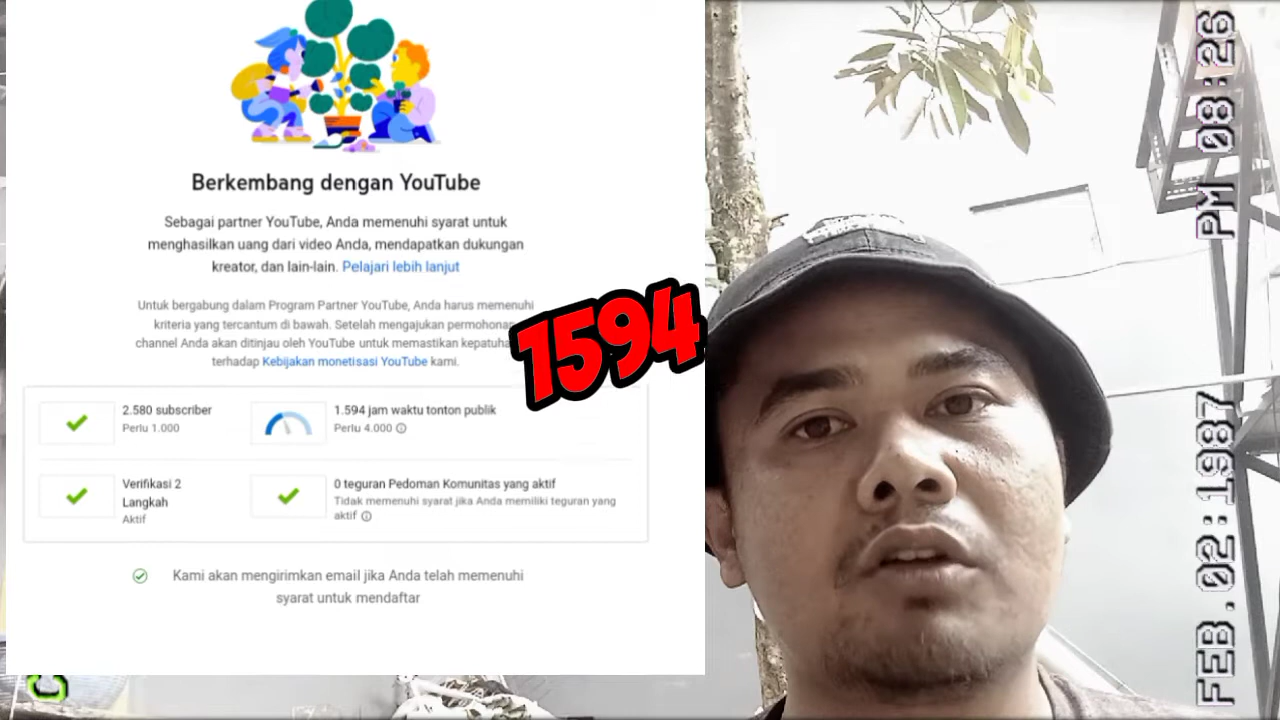 Berkembang dengan YouTube
Sebagai partner YouTube, Anda memenuhi syarat untuk
menghasilkan uang dari video Anda, mendapatkan dukungan
kreator, dan lain-lain. Pelajari lebih lanjut
Untuk bergabung dalam Program Partner YouTube, Anda harus memenuhi
kriteria yang tercantum di bawah. Setelah mengajukan permohonan,
channel Anda akan ditinjau oleh YouTube untuk memastikan
terhadap Kebijakan monetisasi YouTube kami.
1594
2.580 subscriber
Perlu 1.000
1.594 jam waktu tonton publik
Perlu 4.000
Verifikasi 2
Langkah
Aktif
0 teguran Pedoman Komunitas yang aktif
Tidak memenuhi syarat jika Anda memiliki teguran yang
aktif
Kami akan mengirimkan email jika Anda telah memenuhi
syarat untuk mendaftar
PM 08:26
FEB.02:1987